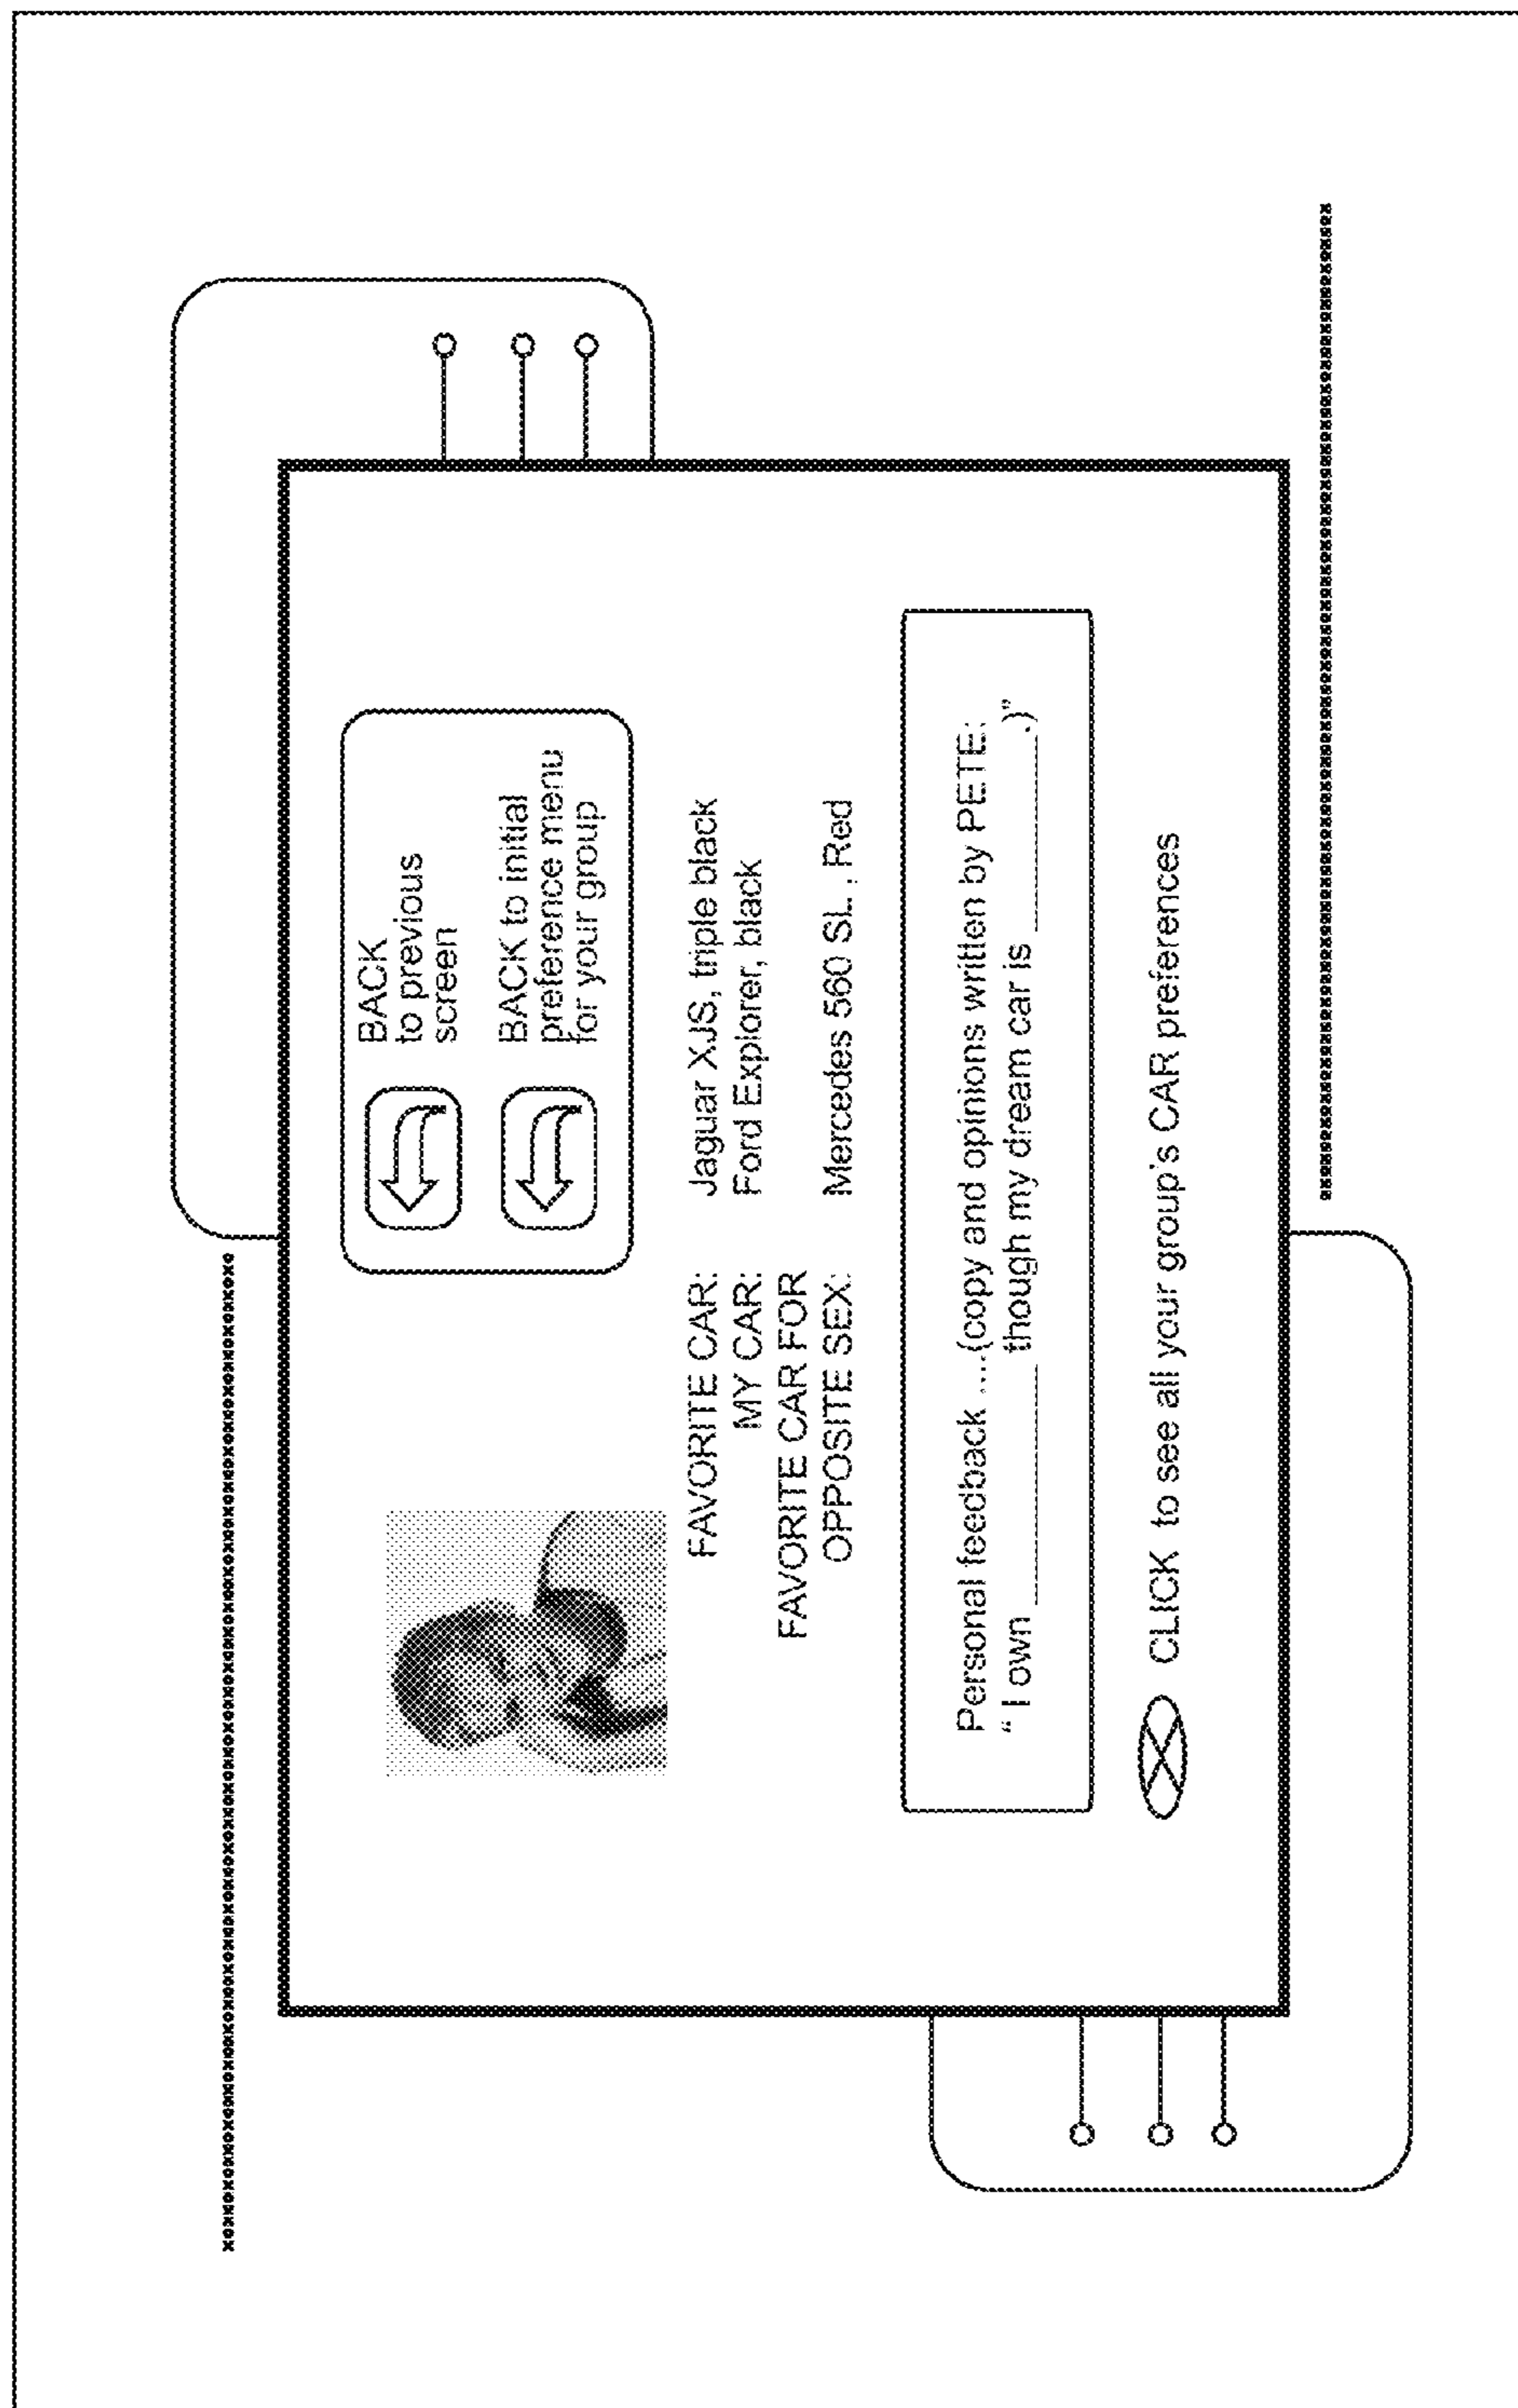 BACK
to previous
screen
BACK to initial
preference menu
for your group
FAVORITE CAR: Jaguar XJS, triple black
MY CAR: Ford Explorer, black
FAVORITE CAR FOR
OPPOSITE SEX: Mercedes 560 SL , Red
Personal feedback ....(copy and opinions written by PETE:
“ I own ____________ though my dream car is __________.)”
CLICK to see all your group's CAR preferences